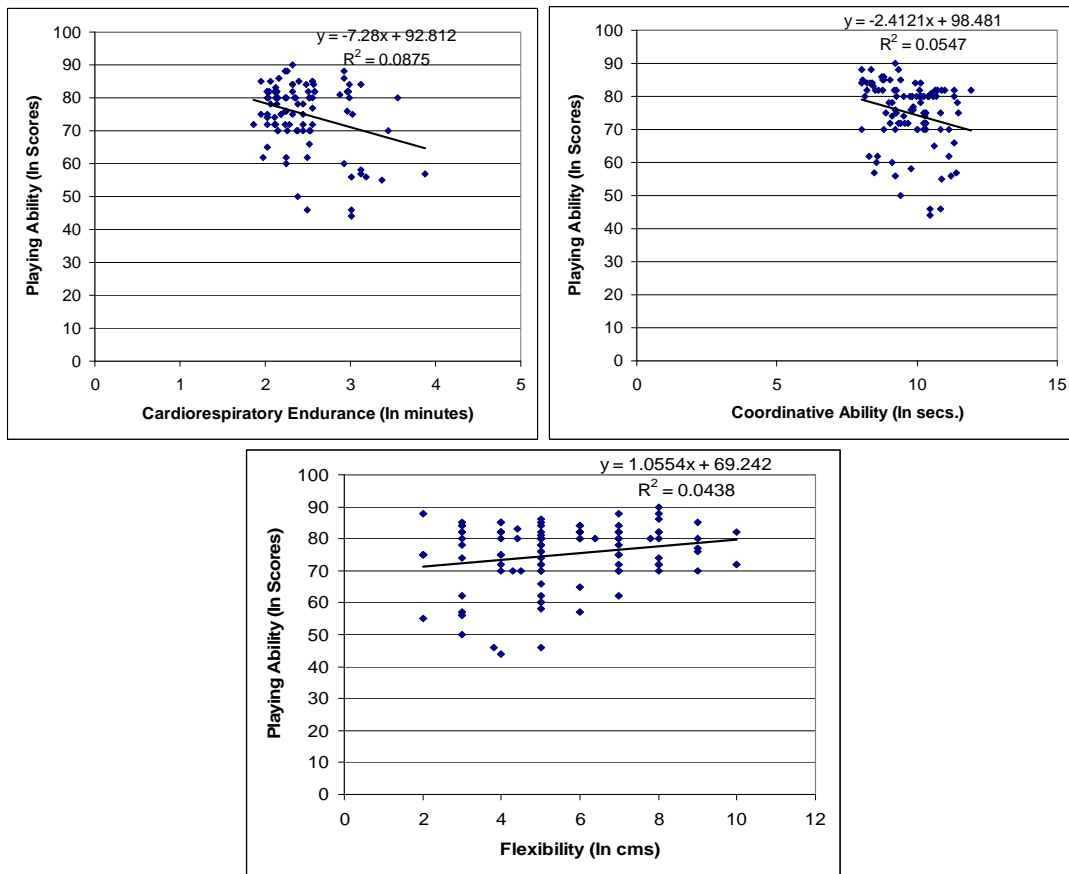 y = -7.28x + 92.812
R² = 0.0875
Playing Ability (In Scores)
100
90
80
70
60
50
40
30
20
10
0
0 1 2 3 4 5
Cardiorespiratory Endurance (In minutes)
y = -2.4121x + 98.481
R² = 0.0547
Playing Ability (In Scores)
100
90
80
70
60
50
40
30
20
10
0
0 5 10 15
Coordinative Ability (In secs.)
y = 1.0554x + 69.242
R² = 0.0438
Playing Ability (In Scores)
100
90
80
70
60
50
40
30
20
10
0
0 2 4 6 8 10 12
Flexibility (In cms)